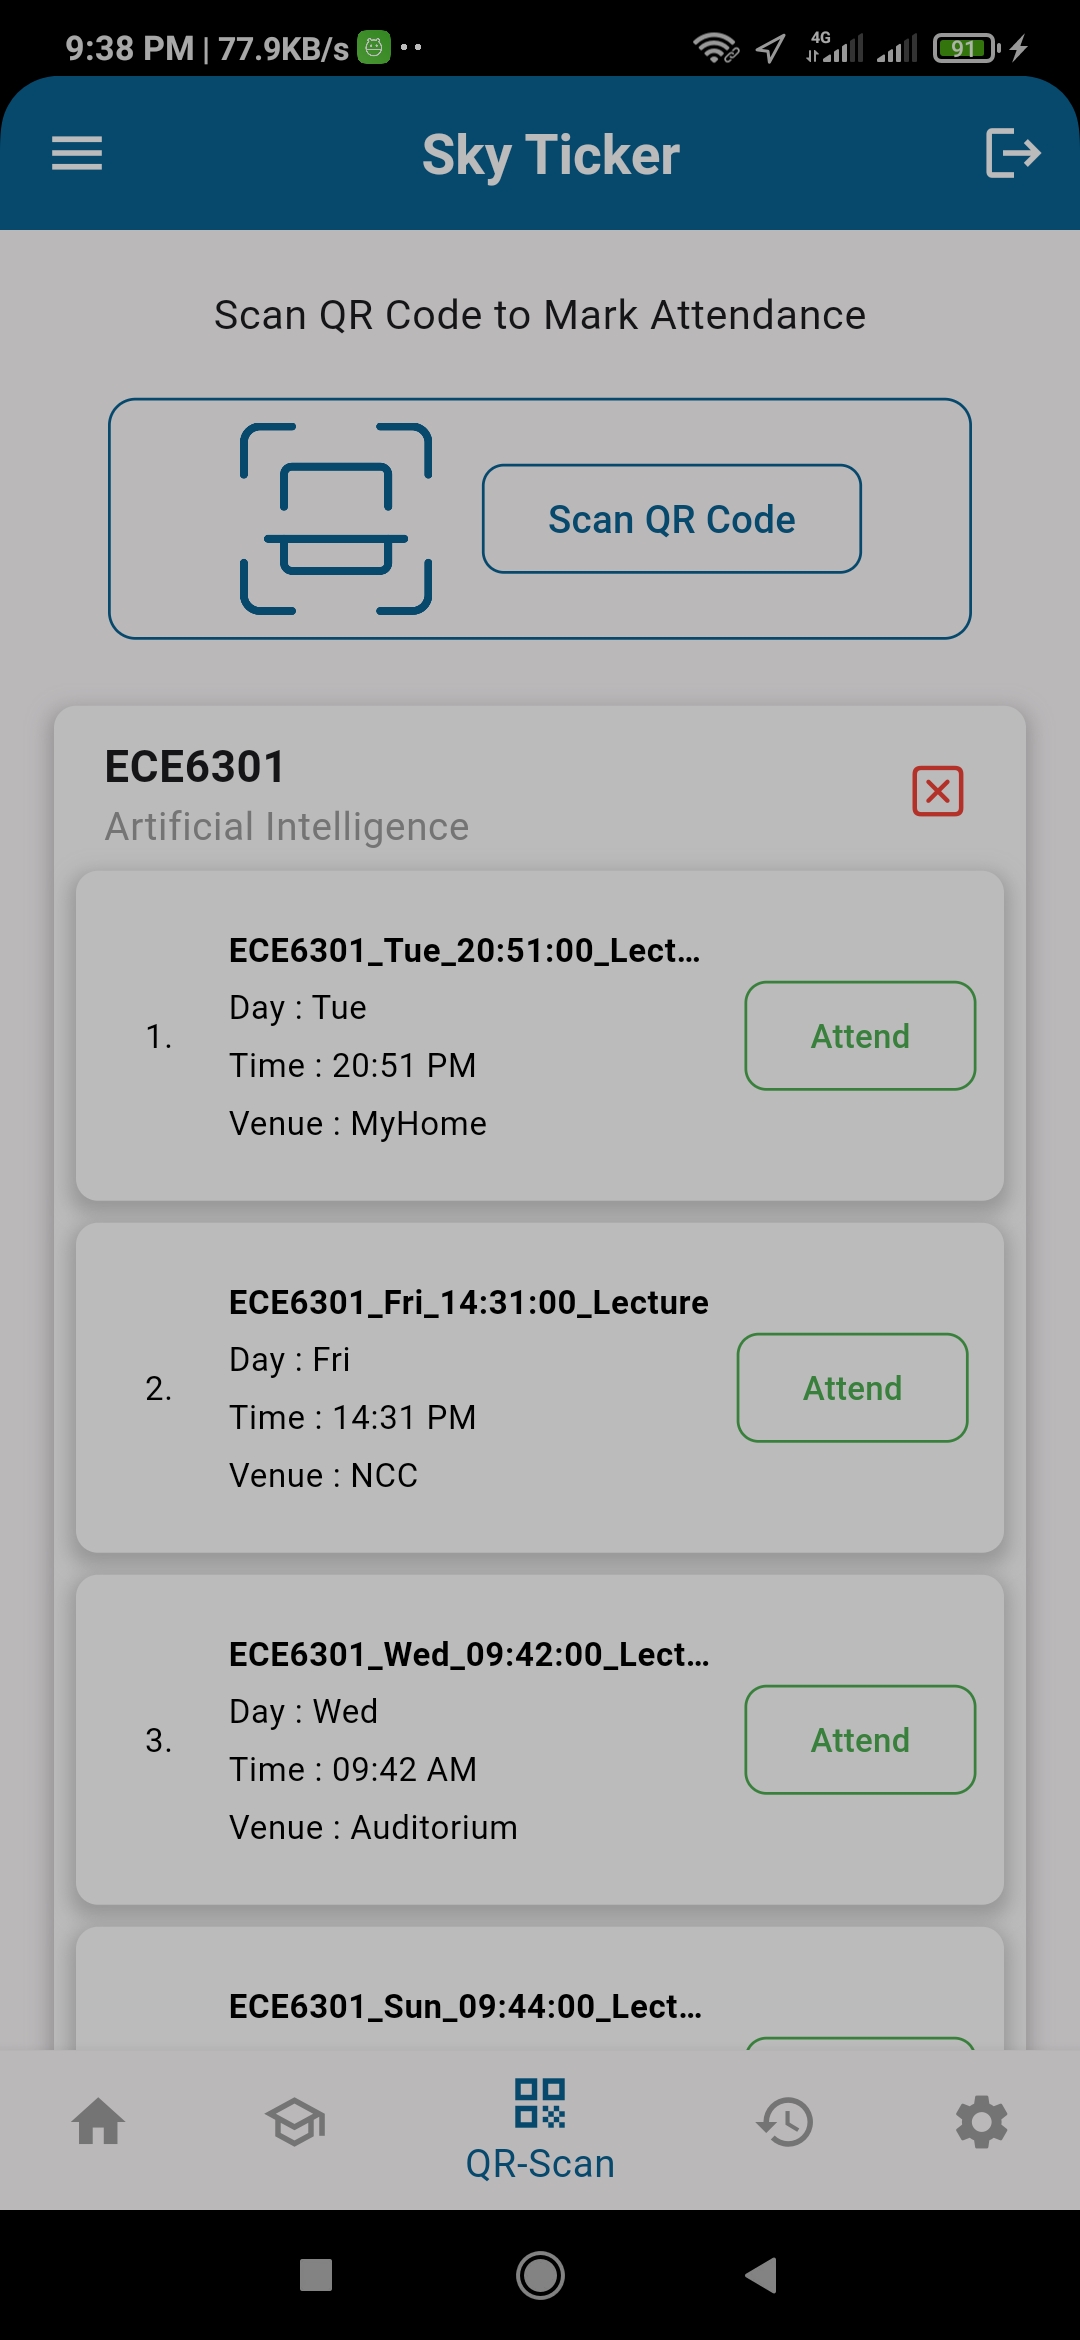 9:38 PM | 77.9KB/s
4G
91
Sky Ticker
Scan QR Code to Mark Attendance
Scan QR Code
ECE6301
Artificial Intelligence
1.
ECE6301_Tue_20:51:00_Lect...
Day : Tue
Time : 20:51 PM
Venue : MyHome
Attend
2.
ECE6301_Fri_14:31:00_Lecture
Day : Fri
Time : 14:31 PM
Venue : NCC
Attend
3.
ECE6301_Wed_09:42:00_Lect...
Day : Wed
Time : 09:42 AM
Venue : Auditorium
Attend
ECE6301_Sun_09:44:00_Lect...
QR-Scan